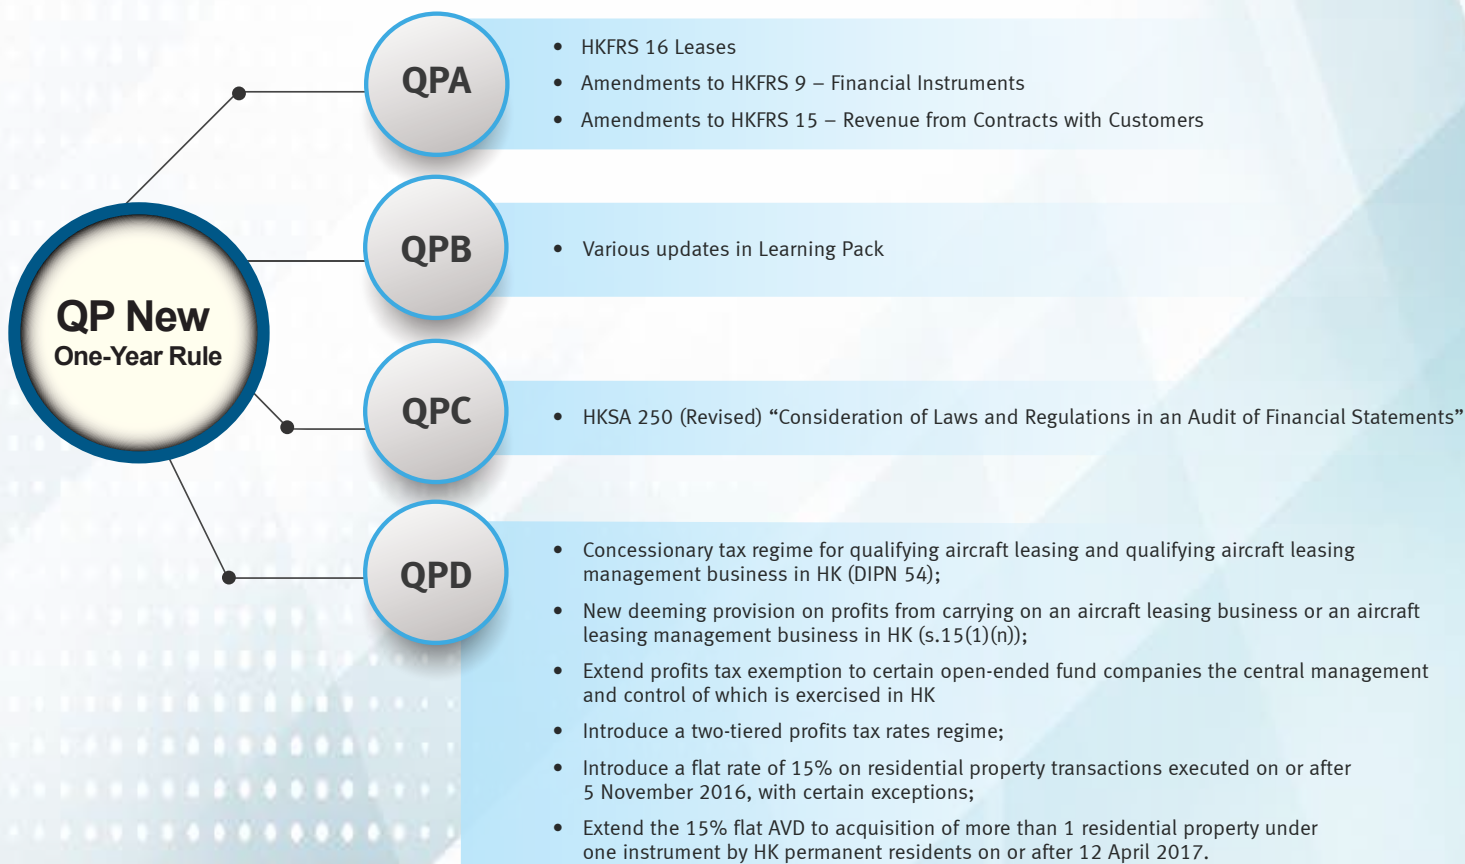 QP New
One-Year Rule
QPA
• HKFRS 16 Leases
• Amendments to HKFRS 9 – Financial Instruments
• Amendments to HKFRS 15 – Revenue from Contracts with Customers
QPB
• Various updates in Learning Pack
QPC
• HKSA 250 (Revised) “Consideration of Laws and Regulations in an Audit of Financial Statements”
QPD
• Concessionary tax regime for qualifying aircraft leasing and qualifying aircraft leasing
management business in HK (DIPN 54);
• New deeming provision on profits from carrying on an aircraft leasing business or an aircraft
leasing management business in HK (s.15(1)(n));
• Extend profits tax exemption to certain open-ended fund companies the central management
and control of which is exercised in HK
• Introduce a two-tiered profits tax rates regime;
• Introduce a flat rate of 15% on residential property transactions executed on or after
5 November 2016, with certain exceptions;
• Extend the 15% flat AVD to acquisition of more than 1 residential property under
one instrument by HK permanent residents on or after 12 April 2017.